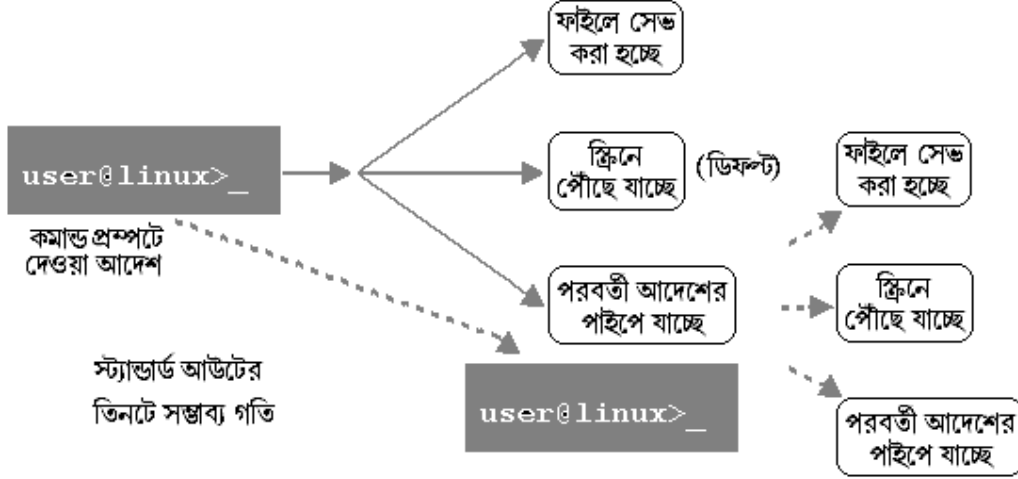 ফাইলে সেভ
করা হচ্ছে
user@linux>_
স্ক্রিনে
পৌঁছে যাচ্ছে
(ডিফল্ট)
ফাইলে সেভ
করা হচ্ছে
কমান্ড প্রম্পটে
দেওয়া আদেশ
পরবর্তী আদেশের
পাইপে যাচ্ছে
স্ক্রিনে
পৌঁছে যাচ্ছে
স্ট্যান্ডার্ড আউটের
তিনটে সম্ভাব্য গতি
user@linux>_
পরবর্তী আদেশের
পাইপে যাচ্ছে